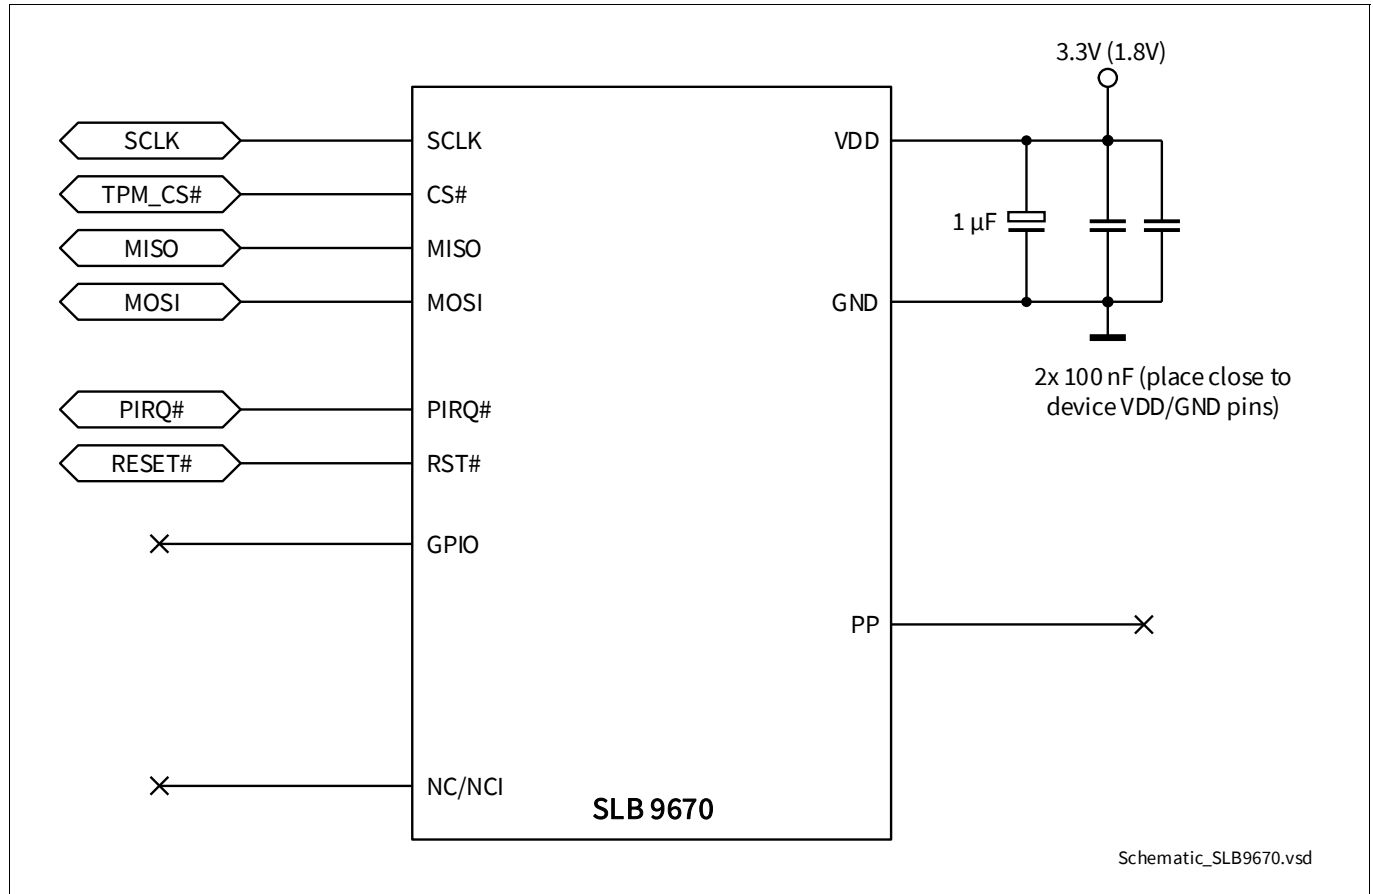 3.3V (1.8V)
SCLK SCLK VDD
TPM_CS# CS#
1 µF
MISO MISO
MOSI MOSI GND
2x 100 nF (place close to
device VDD/GND pins)
PIRQ# PIRQ#
RESET# RST#
GPIO
PP
NC/NCI
SLB 9670
Schematic_SLB9670.vsd